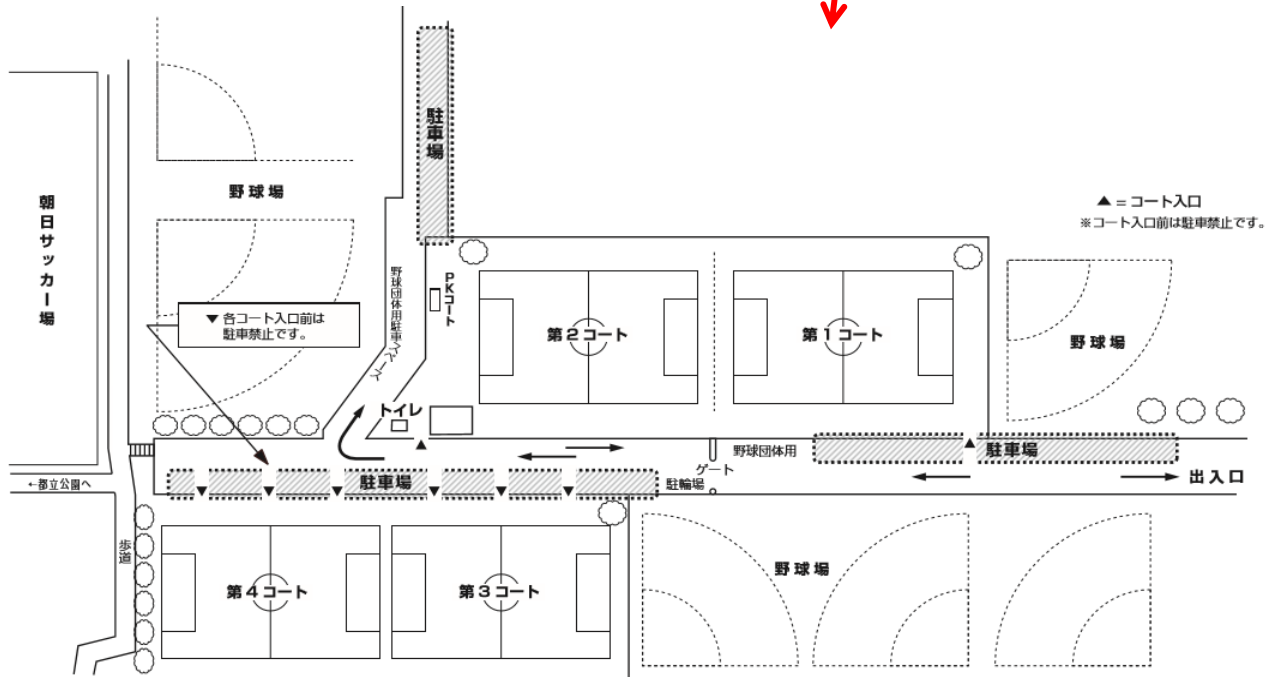 駐車場
野球場
朝日サッカー場
▲ = コート入口
※コート入口前は駐車禁止です。
野球団体用駐車スペース
PKコート
▼ 各コート入口前は
駐車禁止です。
第2コート
第1コート
野球場
トイレ
野球団体用
駐車場
ゲート
出入口
駐車場
駐輪場
←都立公園へ
歩道
第4コート
第3コート
野球場